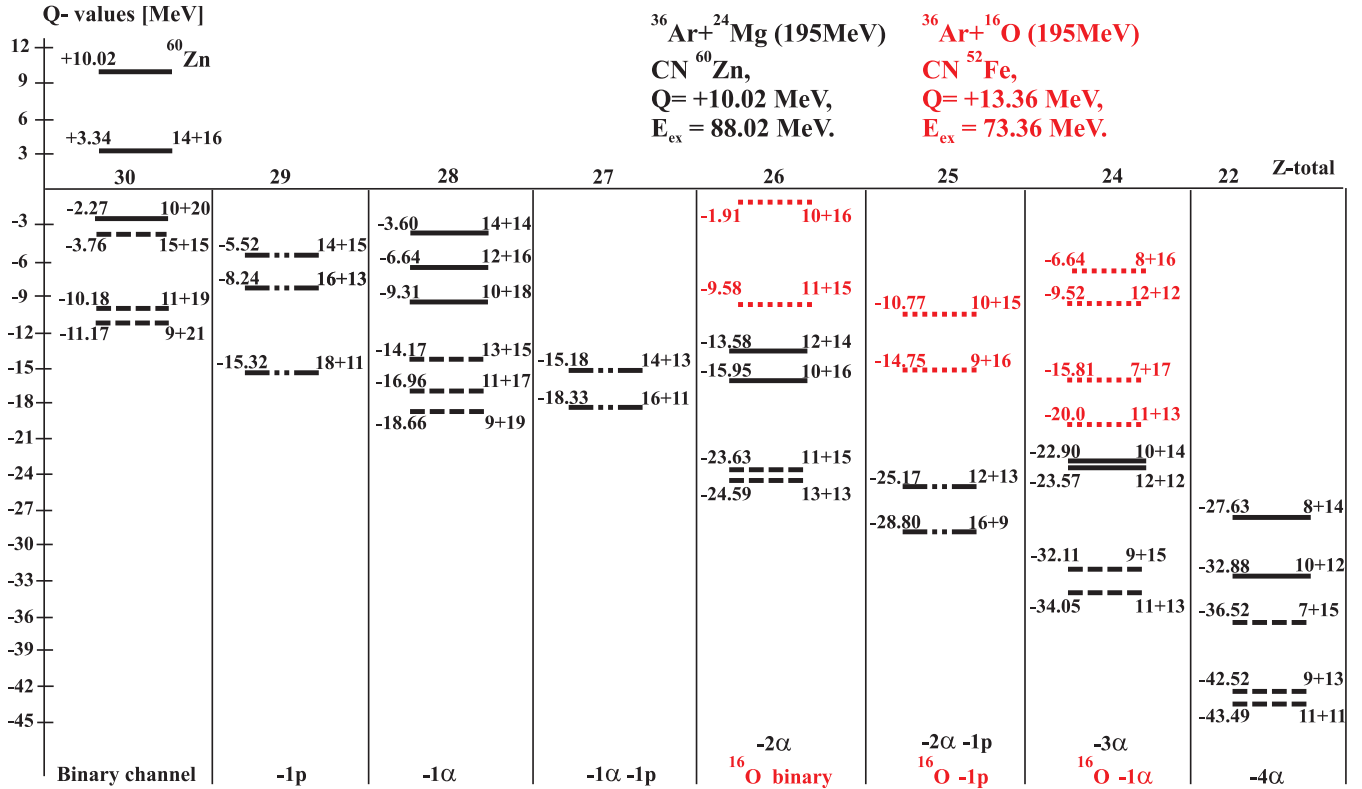 Q- values [MeV]
³⁶Ar+²⁴Mg (195MeV)
CN ⁶⁰Zn,
Q= +10.02 MeV,
E_ex = 88.02 MeV.
³⁶Ar+¹⁶O (195MeV)
CN ⁵²Fe,
Q= +13.36 MeV,
E_ex = 73.36 MeV.
12
9
6
3
-3
-6
-9
-12
-15
-18
-21
-24
-27
-30
-33
-36
-39
-42
-45
+10.02 ⁶⁰Zn
+3.34 14+16
30 29 28 27 26 25 24 22 Z-total
-2.27 10+20
-3.76 15+15
-10.18 11+19
-11.17 9+21
Binary channel
-5.52 14+15
-8.24 16+13
-15.32 18+11
-1p
-3.60 14+14
-6.64 12+16
-9.31 10+18
-14.17 13+15
-16.96 11+17
-18.66 9+19
-1α
-15.18 14+13
-18.33 16+11
-1α -1p
-1.91 10+16
-9.58 11+15
-13.58 12+14
-15.95 10+16
-23.63 11+15
-24.59 13+13
-2α
¹⁶O binary
-10.77 10+15
-14.75 9+16
-25.17 12+13
-28.80 16+9
-2α -1p
¹⁶O -1p
-6.64 8+16
-9.52 12+12
-15.81 7+17
-20.0 11+13
-22.90 10+14
-23.57 12+12
-32.11 9+15
-34.05 11+13
-3α
¹⁶O -1α
-27.63 8+14
-32.88 10+12
-36.52 7+15
-42.52 9+13
-43.49 11+11
-4α